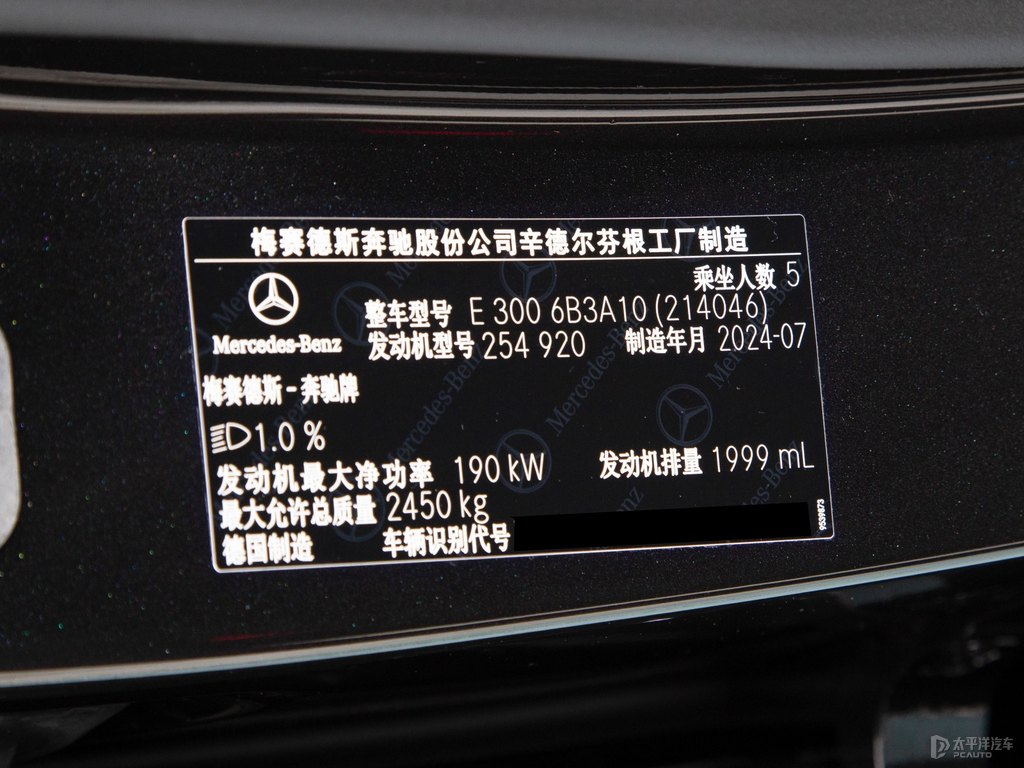 梅赛德斯奔驰股份公司辛德尔芬根工厂制造
乘坐人数 5
整车型号 E 300 6B3A10 (214046)
Mercedes-Benz
发动机型号 254 920 制造年月 2024-07
梅赛德斯-奔驰牌
1.0 %
发动机最大净功率 190 kW 发动机排量 1999 mL
最大允许总质量 2450 kg
德国制造 车辆识别代号
9539873
太平洋汽车
PCAUTO